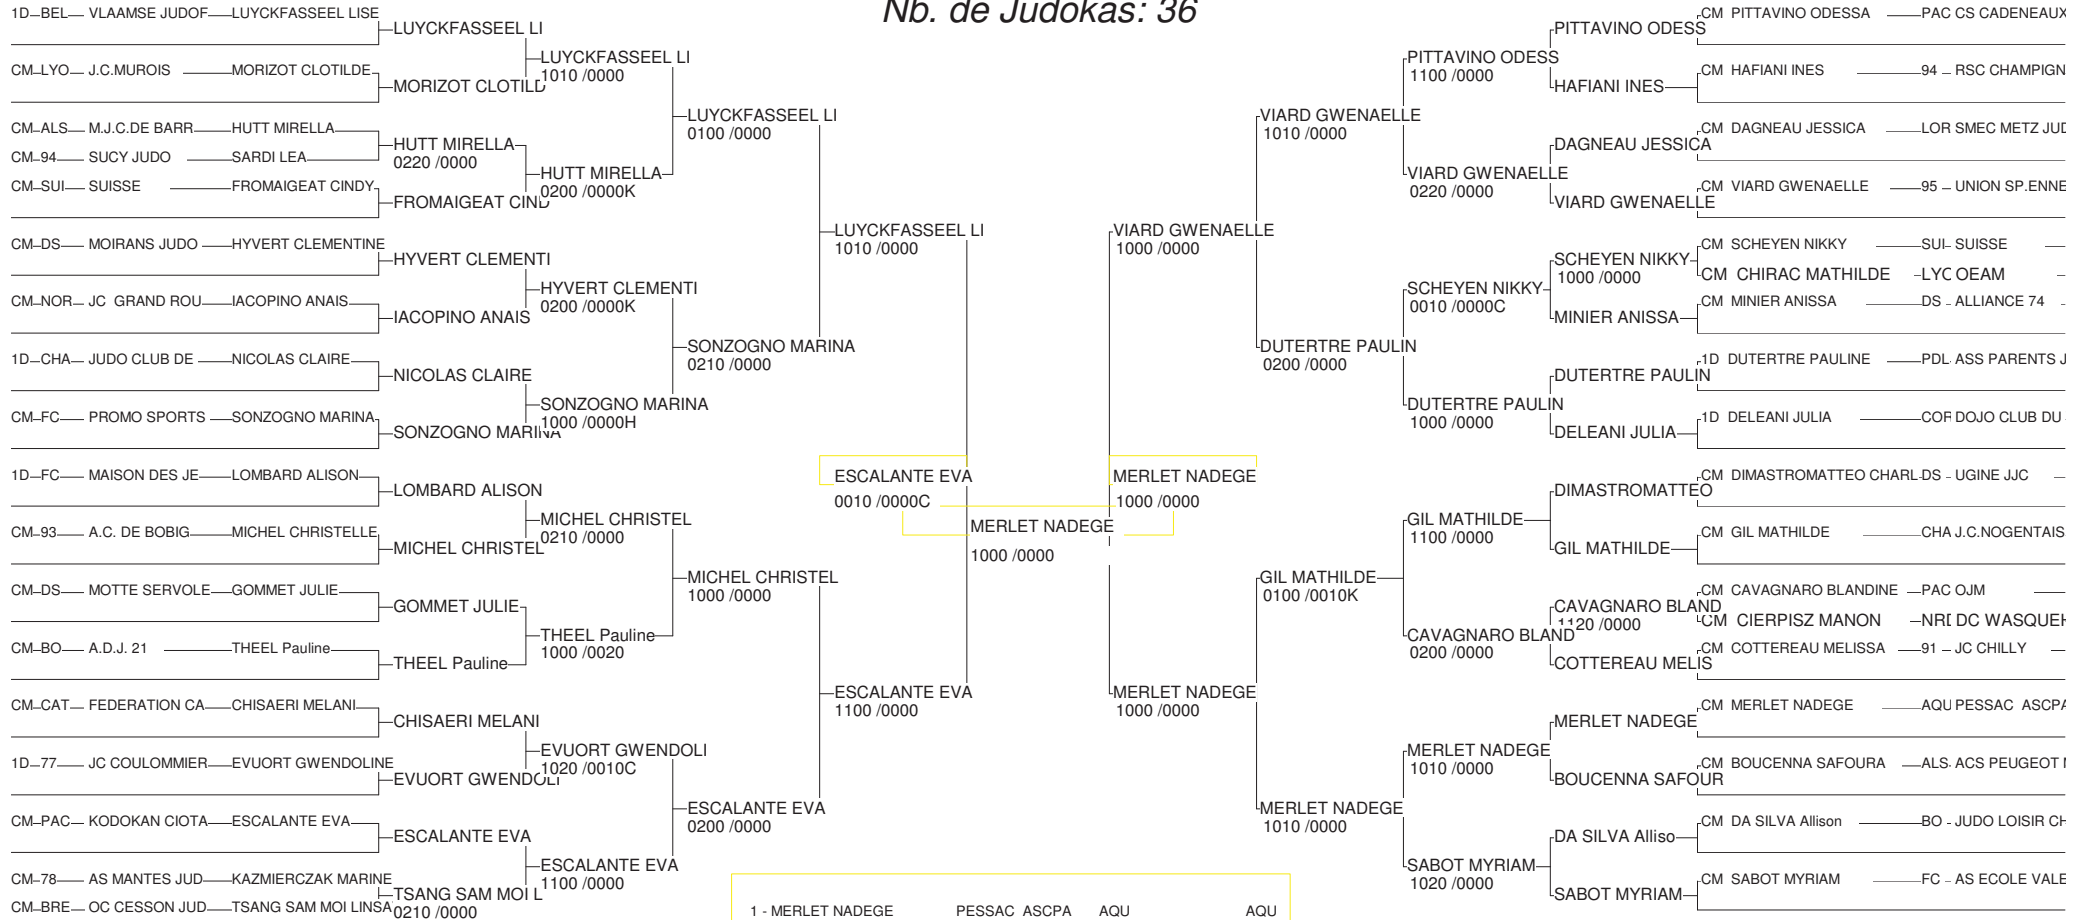 Nb. de Judokas: 36
1D BEL VLAAMSE JUDOF LUYCKFASSEEL LISE
CM LYO J.C.MUROIS MORIZOT CLOTILDE
CM ALS M.J.C.DE BARR HUTT MIRELLA
CM 94 SUCY JUDO SARDI LEA
CM SUI SUISSE FROMAIGEAT CINDY
CM DS MOIRANS JUDO HYVERT CLEMENTINE
CM NOR JC GRAND ROU IACOPINO ANAIS
1D CHA JUDO CLUB DE NICOLAS CLAIRE
CM FC PROMO SPORTS SONZOGNO MARINA
1D FC MAISON DES JE LOMBARD ALISON
CM 93 A.C. DE BOBIG MICHEL CHRISTELLE
CM DS MOTTE SERVOLE GOMMET JULIE
CM BO A.D.J. 21 THEEL Pauline
CM CAT FEDERATION CA CHISAERI MELANI
1D 77 JC COULOMMIER EVUORT GWENDOLINE
CM PAC KODOKAN CIOTA ESCALANTE EVA
CM 78 AS MANTES JUD KAZMIERCZAK MARINE
CM BRE OC CESSON JUD TSANG SAM MOI LINSA
LUYCKFASSEEL LI
MORIZOT CLOTILD
HUTT MIRELLA
0220 /0000
FROMAIGEAT CIND
HYVERT CLEMENTI
IACOPINO ANAIS
NICOLAS CLAIRE
SONZOGNO MARINA
LOMBARD ALISON
MICHEL CHRISTEL
GOMMET JULIE
THEEL Pauline
CHISAERI MELANI
EVUORT GWENDOLI
ESCALANTE EVA
TSANG SAM MOI L
0210 /0000
LUYCKFASSEEL LI
1010 /0000
HUTT MIRELLA
0200 /0000K
HYVERT CLEMENTI
0200 /0000K
SONZOGNO MARINA
1000 /0000H
MICHEL CHRISTEL
0210 /0000
THEEL Pauline
1000 /0020
EVUORT GWENDOLI
1020 /0010C
ESCALANTE EVA
1100 /0000
LUYCKFASSEEL LI
0100 /0000
SONZOGNO MARINA
0210 /0000
MICHEL CHRISTEL
1000 /0000
ESCALANTE EVA
0200 /0000
LUYCKFASSEEL LI
1010 /0000
ESCALANTE EVA
1100 /0000
ESCALANTE EVA
0010 /0000C
MERLET NADEGE
1000 /0000
MERLET NADEGE
1000 /0000
VIARD GWENAELLE
1000 /0000
MERLET NADEGE
1000 /0000
VIARD GWENAELLE
1010 /0000
DUTERTRE PAULIN
0200 /0000
GIL MATHILDE
0100 /0010K
MERLET NADEGE
1010 /0000
PITTAVINO ODESS
1100 /0000
VIARD GWENAELLE
0220 /0000
SCHEYEN NIKKY
0010 /0000C
DUTERTRE PAULIN
1000 /0000
GIL MATHILDE
1100 /0000
CAVAGNARO BLAND
0200 /0000
MERLET NADEGE
1010 /0000
SABOT MYRIAM
1020 /0000
PITTAVINO ODESS
HAFIANI INES
DAGNEAU JESSICA
VIARD GWENAELLE
SCHEYEN NIKKY
1000 /0000
MINIER ANISSA
DUTERTRE PAULIN
DELEANI JULIA
DIMASTROMATTEO
GIL MATHILDE
CAVAGNARO BLAND
1120 /0000
COTTEREAU MELIS
MERLET NADEGE
BOUCENNA SAFOUR
DA SILVA Alliso
SABOT MYRIAM
CM PITTAVINO ODESSA PAC CS CADENEAUX
CM HAFIANI INES 94 RSC CHAMPIGN
CM DAGNEAU JESSICA LOR SMEC METZ JUD
CM VIARD GWENAELLE 95 UNION SP.ENNE
CM SCHEYEN NIKKY SUI SUISSE
CM CHIRAC MATHILDE LYO OEAM
CM MINIER ANISSA DS ALLIANCE 74
1D DUTERTRE PAULINE PDL ASS PARENTS J
1D DELEANI JULIA COR DOJO CLUB DU
CM DIMASTROMATTEO CHARL DS UGINE JJC
CM GIL MATHILDE CHA J.C.NOGENTAIS
CM CAVAGNARO BLANDINE PAC OJM
CM CIERPISZ MANON NRD DC WASQUEH
CM COTTEREAU MELISSA 91 JC CHILLY
CM MERLET NADEGE AQU PESSAC ASCPA
CM BOUCENNA SAFOURA ALS ACS PEUGEOT M
CM DA SILVA Allison BO JUDO LOISIR CH
CM SABOT MYRIAM FC AS ECOLE VALE
1 - MERLET NADEGE PESSAC ASCPA AQU AQU